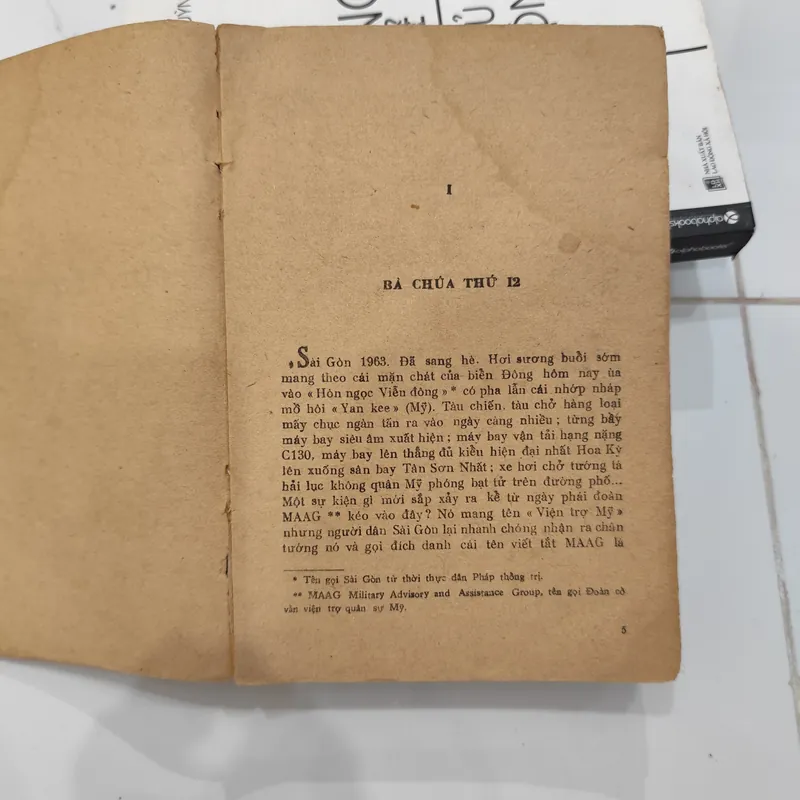 I
BÀ CHÚA THỨ 12
Sài Gòn 1963. Đã sang hè. Hơi sương buổi sớm
mang theo cái mặn chát của biển Đông hôm nay ùa
vào «Hòn ngọc Viễn đông»* có pha lẫn cái nhớp nháp
mồ hôi «Yan kee» (Mỹ). Tàu chiến, tàu chở hàng loại
mấy chục ngàn tấn ra vào ngày càng nhiều; từng bầy
máy bay siêu âm xuất hiện; máy bay vận tải hạng nặng
C130, máy bay lên thẳng đủ kiểu hiện đại nhất Hoa Kỳ
lên xuống sân bay Tân Sơn Nhất; xe hơi chở tướng tá
hải lục không quân Mỹ phóng bạt tử trên đường phố...
Một sự kiện gì mới sắp xảy ra kể từ ngày phái đoàn
MAAG ** kéo vào đây? Nó mang tên «Viện trợ Mỹ»
nhưng người dân Sài Gòn lại nhanh chóng nhận ra chân
tướng nó và gọi đích danh cái tên viết tắt MAAG là
* Tên gọi Sài Gòn từ thời thực dân Pháp thống trị.
** MAAG Military Advisory and Assistance Group, tên gọi Đoàn cố
vấn viện trợ quân sự Mỹ.
5
NHÀ XUẤT BẢN
LAO ĐỘNG XÃ HỘI
alphabooks
alphabooks